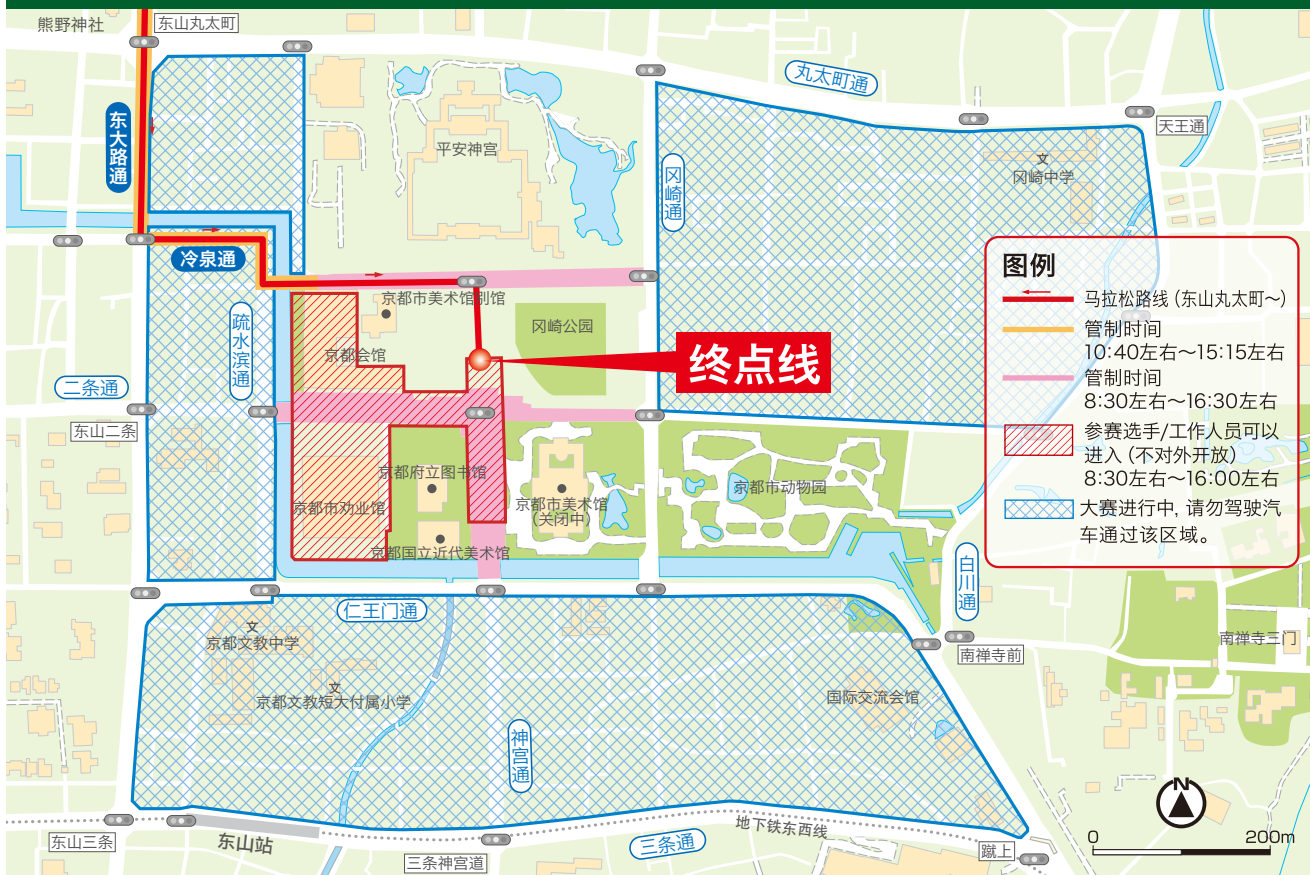 熊野神社
东山丸太町
丸太町通
东大路通
平安神宫
冈崎通
文
冈崎中学
天王通
冷泉通
京都市美术馆别馆
疏水滨通
京都会馆
冈崎公园
终点线
二条通
东山二条
京都府立图书馆
京都市劝业馆
京都市美术馆
(关闭中)
京都市动物园
京都国立近代美术馆
白川通
图例
马拉松路线(东山丸太町～)
管制时间
10:40左右～15:15左右
管制时间
8:30左右～16:30左右
参赛选手/工作人员可以
进入(不对外开放)
8:30左右～16:00左右
大赛进行中, 请勿驾驶汽
车通过该区域。
仁王门通
文
京都文教中学
南禅寺前
南禅寺三门
文
京都文教短大付属小学
国际交流会馆
神宫通
东山三条
东山站
三条神宫道
三条通
地下铁东西线
蹴上
N
0
200m